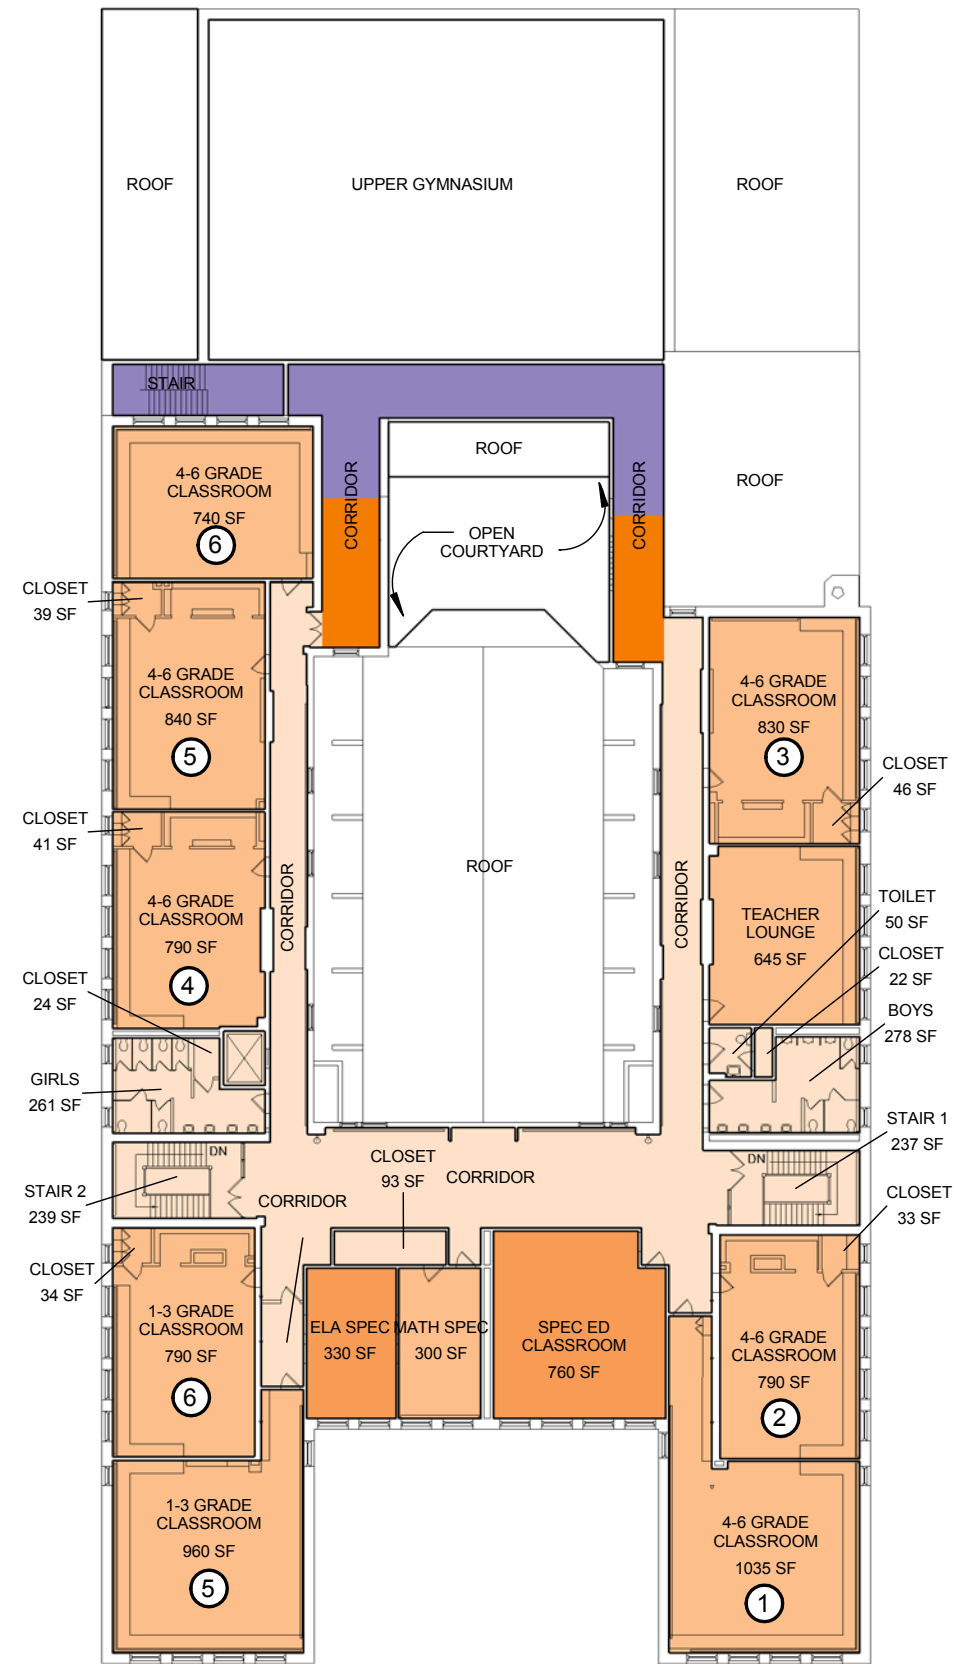 ROOF
UPPER GYMNASIUM
ROOF
STAIR
ROOF
CORRIDOR
CORRIDOR
ROOF
OPEN
COURTYARD
4-6 GRADE
CLASSROOM
740 SF
6
CLOSET
39 SF
4-6 GRADE
CLASSROOM
840 SF
5
4-6 GRADE
CLASSROOM
830 SF
3
CLOSET
46 SF
CLOSET
41 SF
4-6 GRADE
CLASSROOM
790 SF
4
CORRIDOR
ROOF
CORRIDOR
TEACHER
LOUNGE
645 SF
TOILET
50 SF
CLOSET
22 SF
CLOSET
24 SF
BOYS
278 SF
GIRLS
261 SF
STAIR 1
237 SF
DN
DN
CLOSET
93 SF
CORRIDOR
CORRIDOR
STAIR 2
239 SF
CLOSET
33 SF
CLOSET
34 SF
1-3 GRADE
CLASSROOM
790 SF
6
ELA SPEC
330 SF
MATH SPEC
300 SF
SPEC ED
CLASSROOM
760 SF
4-6 GRADE
CLASSROOM
790 SF
2
1-3 GRADE
CLASSROOM
960 SF
5
4-6 GRADE
CLASSROOM
1035 SF
1